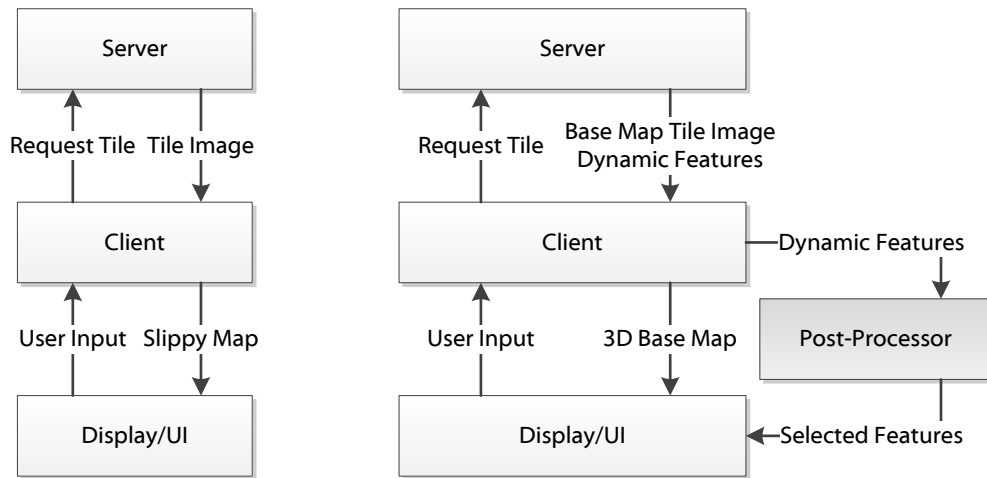 Server
Request Tile
Tile Image
Client
User Input
Slippy Map
Display/UI
Server
Request Tile
Base Map Tile Image
Dynamic Features
Client
Dynamic Features
User Input
3D Base Map
Post-Processor
Display/UI
Selected Features